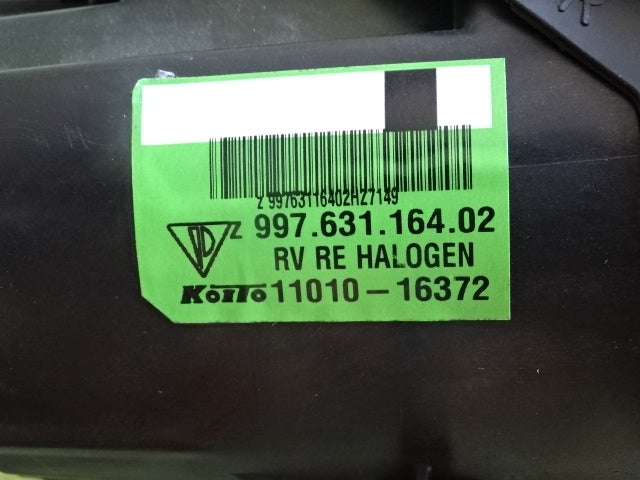 Z 99763116402HZ7149
Z 997.631.164.02
RV RE HALOGEN
KOITO 11010-16372